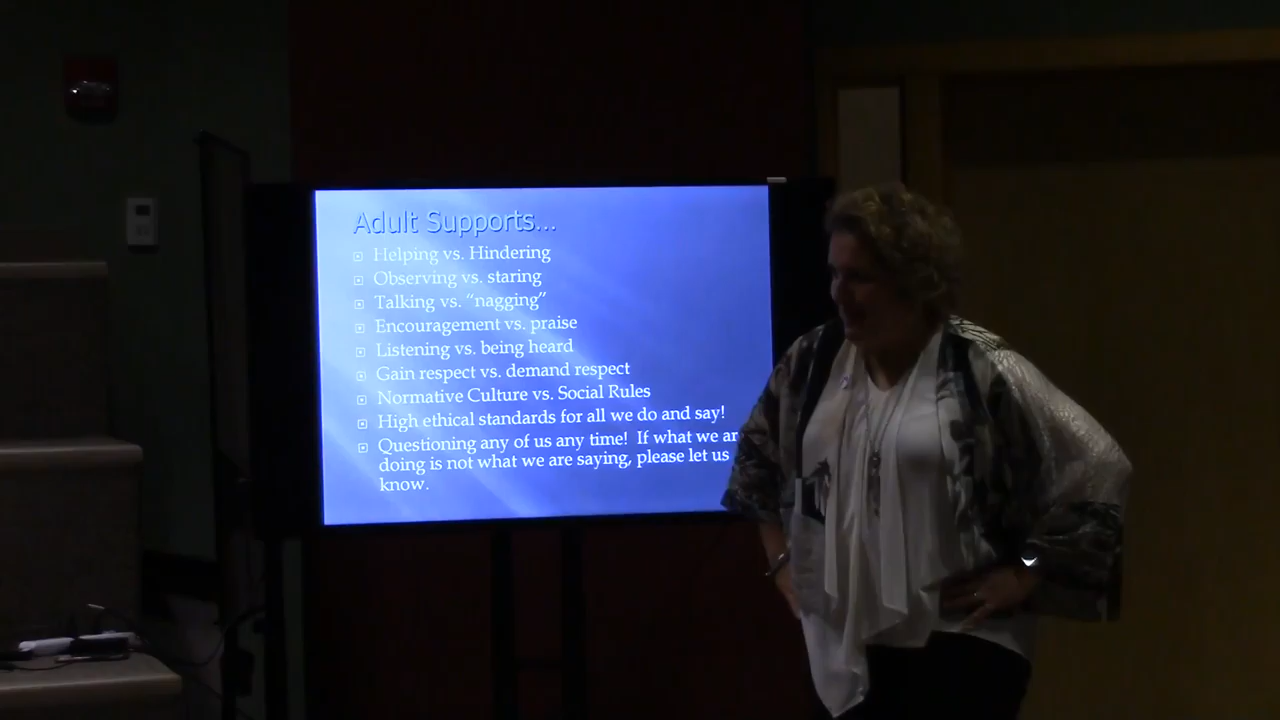 Adult Supports...
Helping vs. Hindering
Observing vs. staring
Talking vs. “nagging”
Encouragement vs. praise
Listening vs. being heard
Gain respect vs. demand respect
Normative Culture vs. Social Rules
High ethical standards for all we do and say!
Questioning any of us any time! If what we ar
doing is not what we are saying, please let us
know.